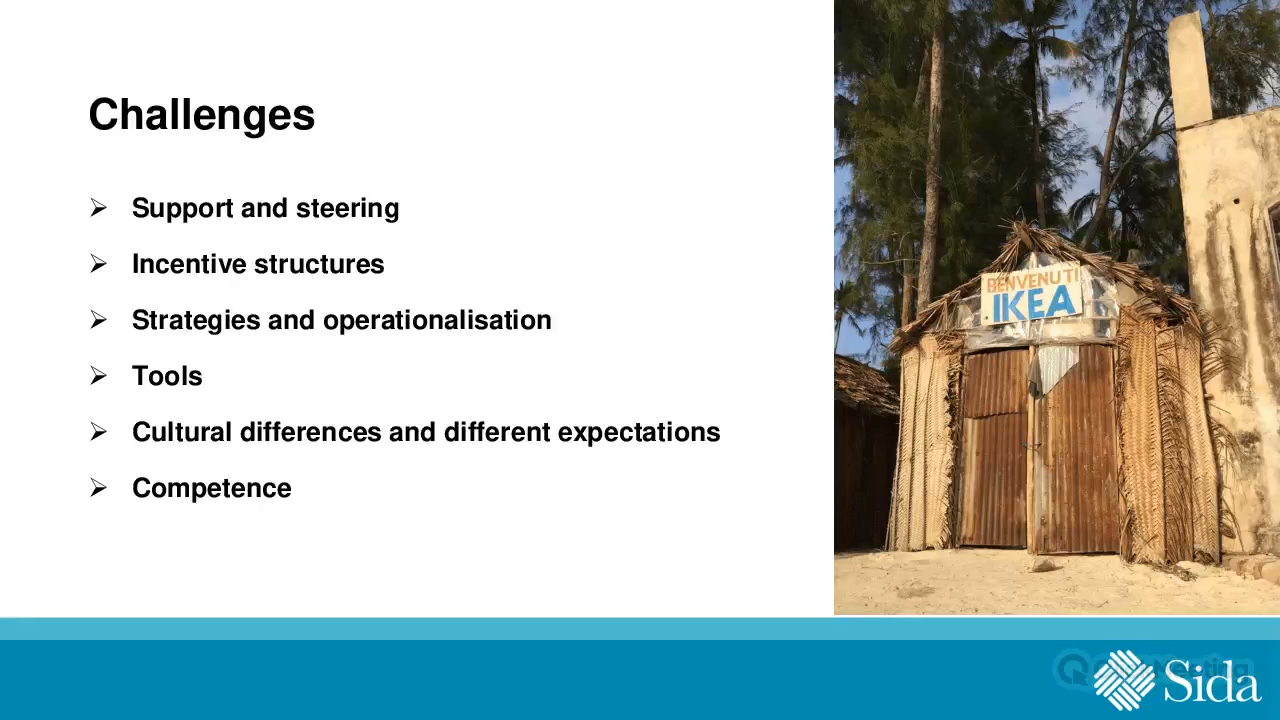 Challenges
Support and steering
Incentive structures
Strategies and operationalisation
Tools
Cultural differences and different expectations
Competence
BENVENUTI
IKEA
Sida